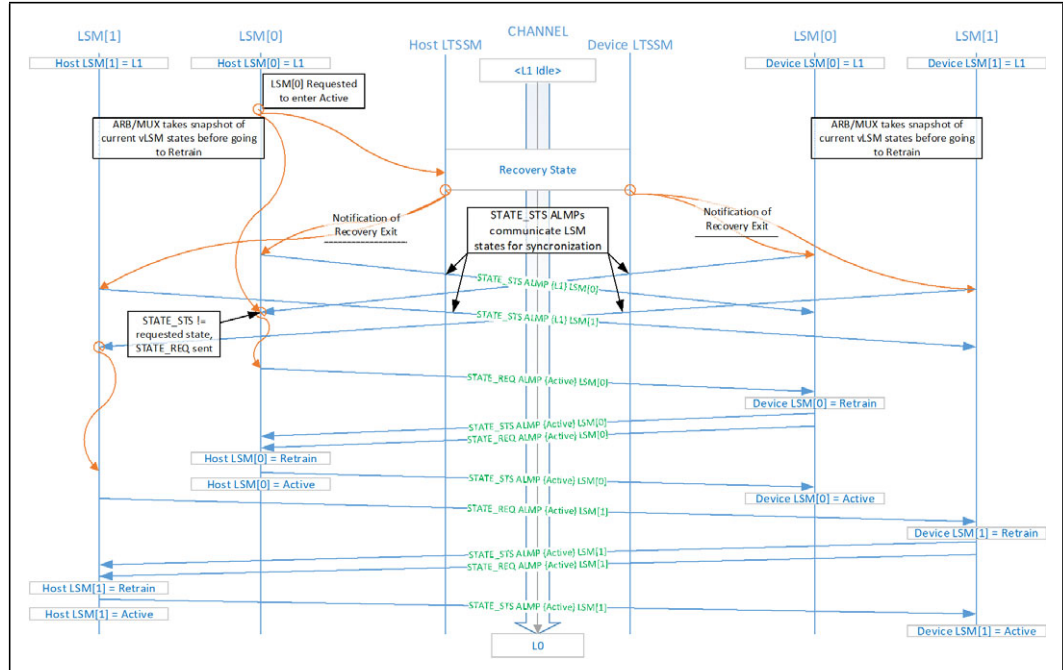 CHANNEL
LSM[1]
LSM[0]
Host LTSSM
Device LTSSM
LSM[0]
LSM[1]
Host LSM[1] = L1
Host LSM[0] = L1
<L1 Idle>
Device LSM[0] = L1
Device LSM[1] = L1
LSM[0] Requested
to enter Active
ARB/MUX takes snapshot of
current vLSM states before going
to Retrain
ARB/MUX takes snapshot of
current vLSM states before going
to Retrain
Recovery State
Notification of
Recovery Exit
STATE_STS ALMPs
communicate LSM
states for syncronization
Notification of
Recovery Exit
STATE_STS ALMP (L1) LSM[0]
STATE_STS ALMP (L1) LSM[1]
STATE_STS !=
requested state,
STATE_REQ sent
STATE_REQ ALMP (Active) LSM[0]
Device LSM[0] = Retrain
STATE_STS ALMP (Active) LSM[0]
STATE_REQ ALMP (Active) LSM[0]
Host LSM[0] = Retrain
STATE_STS ALMP (Active) LSM[0]
Host LSM[0] = Active
Device LSM[0] = Active
STATE_REQ ALMP (Active) LSM[1]
Device LSM[1] = Retrain
STATE_STS ALMP (Active) LSM[1]
STATE_REQ ALMP (Active) LSM[1]
Host LSM[1] = Retrain
STATE_STS ALMP (Active) LSM[1]
Host LSM[1] = Active
Device LSM[1] = Active
L0